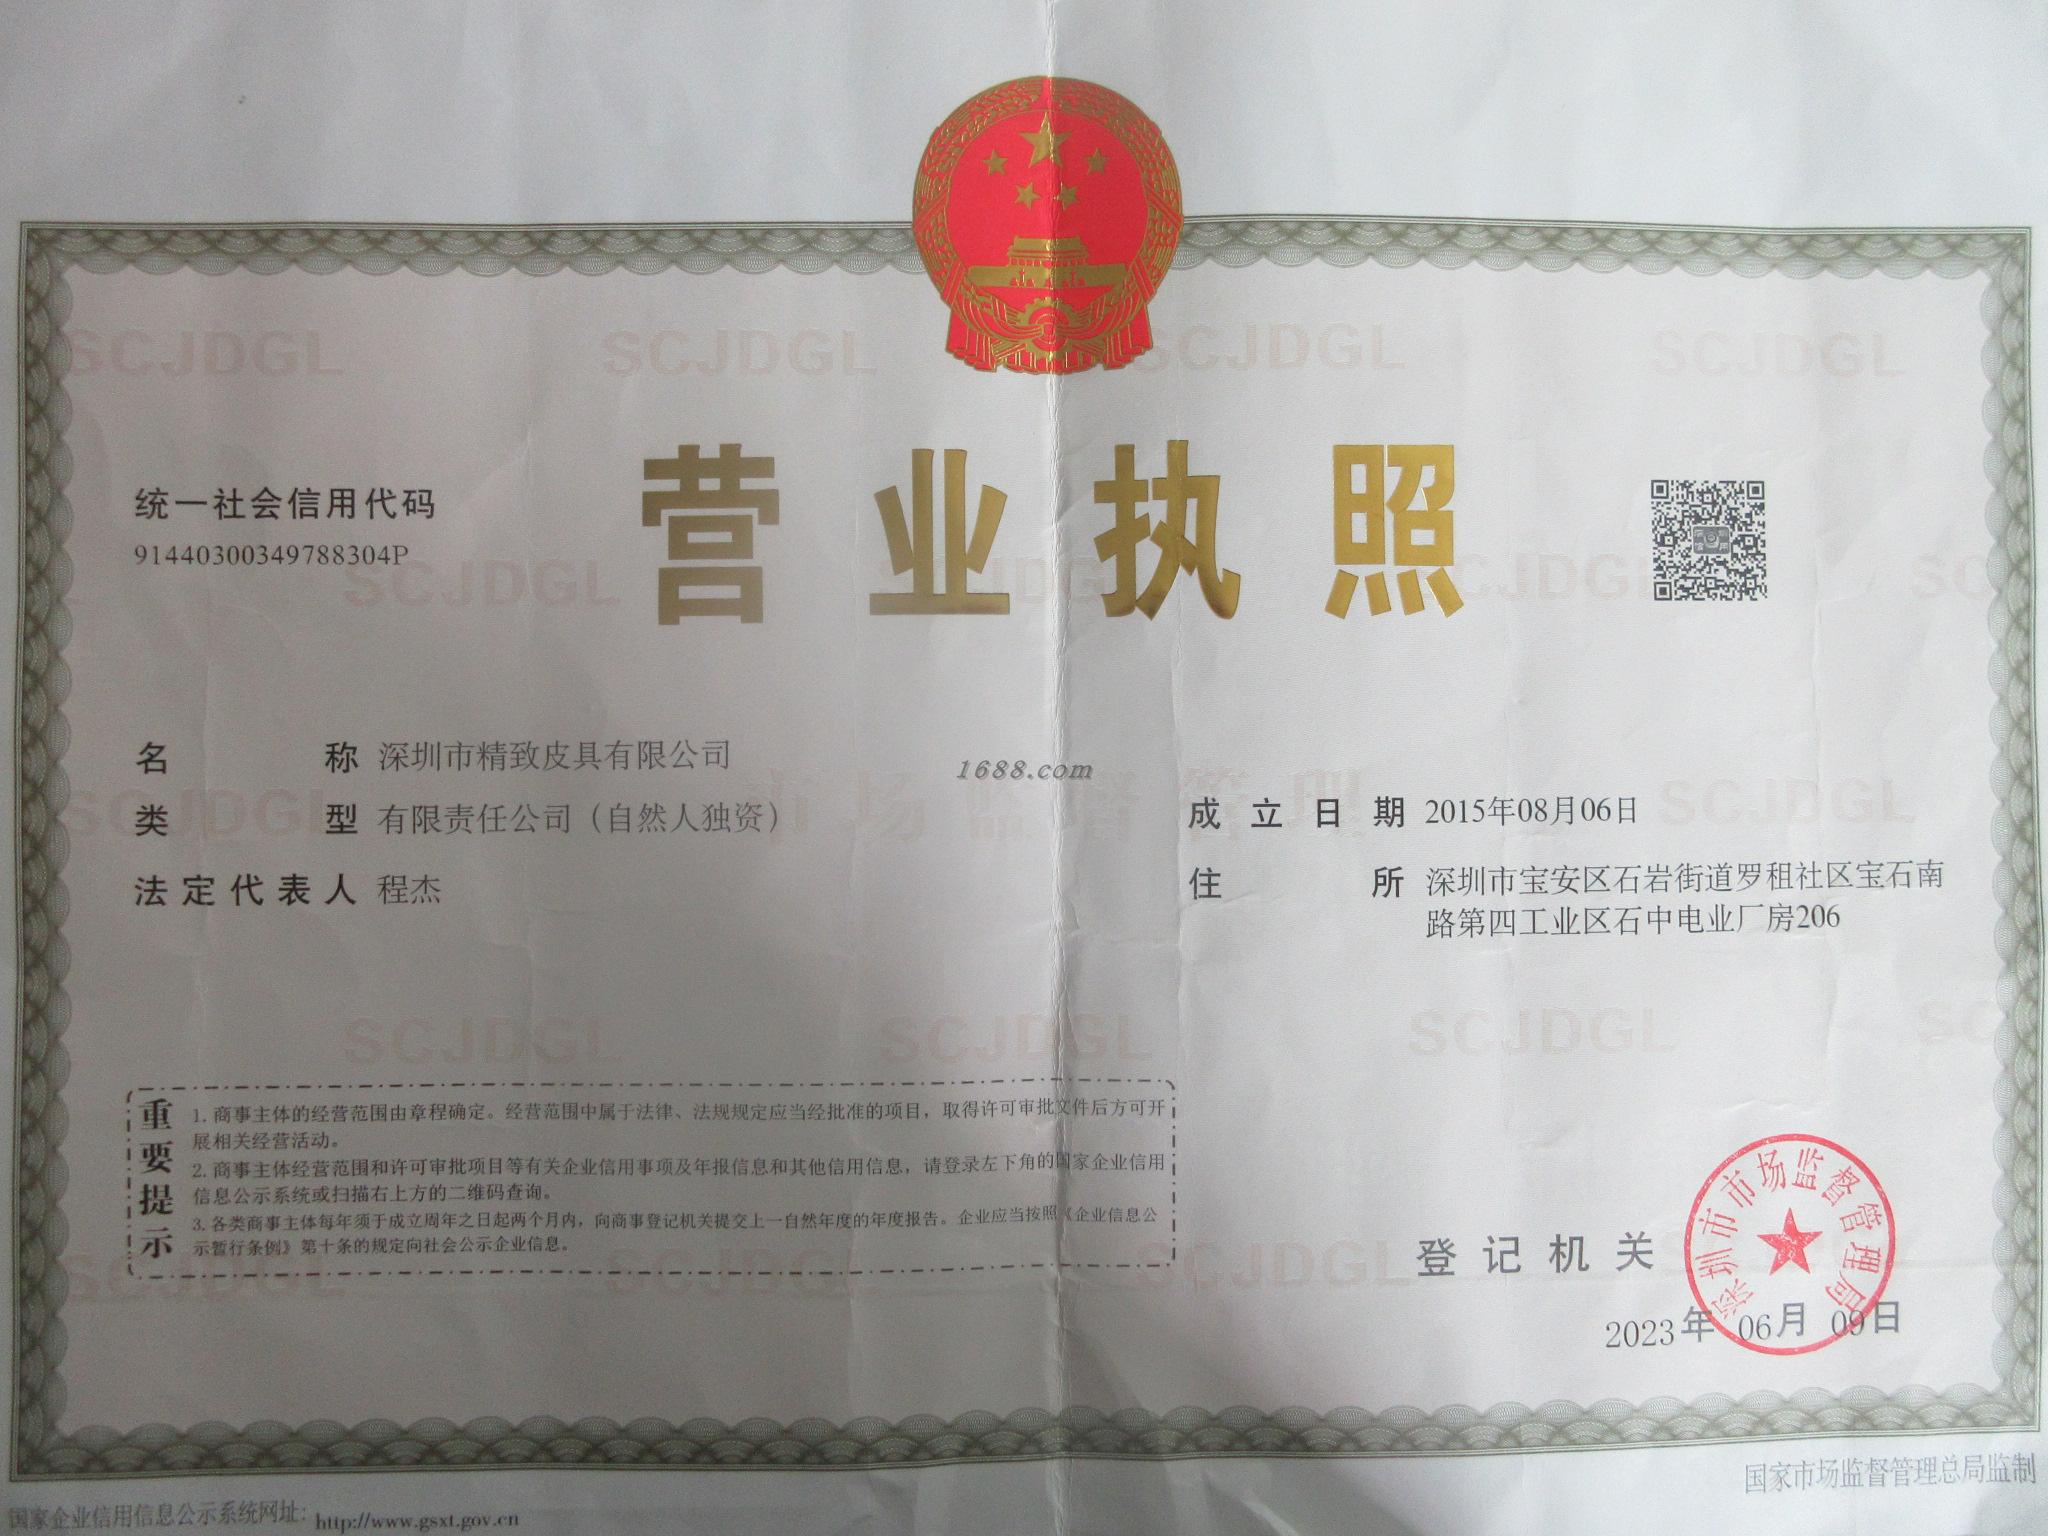 SCJDGL SCJDGL SCJDGL SCJDGL
营业执照
统一社会信用代码
91440300349788304P
SCJDGL
名称 深圳市精致皮具有限公司
类型 有限责任公司（自然人独资）
法定代表人 程杰
1688.com
市场监督管理
成立日期 2015年08月06日
住所 深圳市宝安区石岩街道罗租社区宝石南
路第四工业区石中电业厂房206
SCJDGL SCJDGL SCJDGL
重要提示
1. 商事主体的经营范围由章程确定。经营范围中属于法律、法规规定应当经批准的项目，取得许可审批文件后方可开
展相关经营活动。
2. 商事主体经营范围和许可审批项目等有关企业信用事项及年报信息和其他信用信息，请登录左下角的国家企业信用
信息公示系统或扫描右上方的二维码查询。
3. 各类商事主体每年须于成立周年之日起两个月内，向商事登记机关提交上一自然年度的年度报告。企业应当按照《企业信息公
示暂行条例》第十条的规定向社会公示企业信息。
登记机关
深圳市市场监督管理局
2023年 06月 09日
国家企业信用信息公示系统网址：http://www.gsxt.gov.cn
国家市场监督管理总局监制